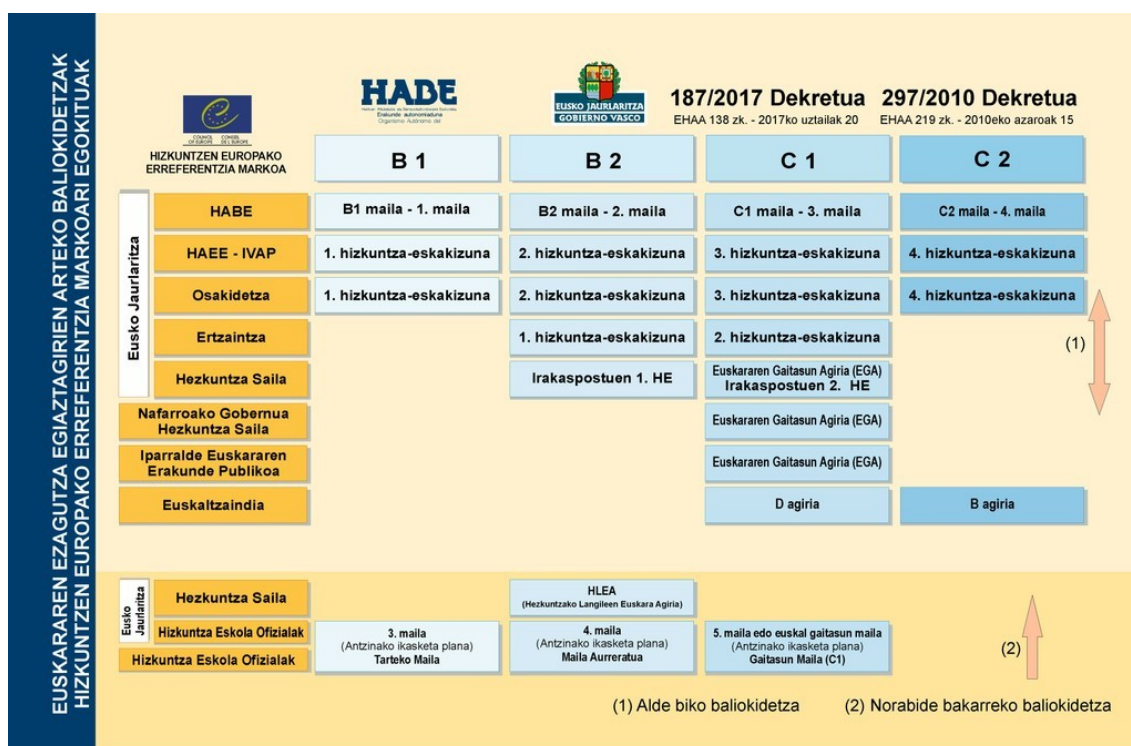 EUSKARAREN EZAGUTZA EGIAZTAGIRIEN ARTEKO BALIOKIDETZAK
HIZKUNTZEN EUROPAKO ERREFERENTZIA MARKOARI EGOKITUAK
COUNCIL OF EUROPE
CONSEIL DE L'EUROPE
HIZKUNTZEN EUROPAKO
ERREFERENTZIA MARKOA
HABE
Erakunde autonomiaduna
Organismo Autónomo del
EUSKO JAURLARITZA
GOBIERNO VASCO
187/2017 Dekretua
EHAA 138 zk. - 2017ko uztailak 20
297/2010 Dekretua
EHAA 219 zk. - 2010eko azaroak 15
B 1
B 2
C 1
C 2
Eusko Jaurlaritza
HABE
B1 maila - 1. maila
B2 maila - 2. maila
C1 maila - 3. maila
C2 maila - 4. maila
HAEE - IVAP
1. hizkuntza-eskakizuna
2. hizkuntza-eskakizuna
3. hizkuntza-eskakizuna
4. hizkuntza-eskakizuna
Osakidetza
1. hizkuntza-eskakizuna
2. hizkuntza-eskakizuna
3. hizkuntza-eskakizuna
4. hizkuntza-eskakizuna
Ertzaintza
1. hizkuntza-eskakizuna
2. hizkuntza-eskakizuna
(1)
Hezkuntza Saila
Irakaspostuen 1. HE
Euskararen Gaitasun Agiria (EGA)
Irakaspostuen 2. HE
Nafarroako Gobernua
Hezkuntza Saila
Euskararen Gaitasun Agiria (EGA)
Iparralde Euskararen
Erakunde Publikoa
Euskararen Gaitasun Agiria (EGA)
Euskaltzaindia
D agiria
B agiria
Eusko
Jaurlaritza
Hezkuntza Saila
HLEA
(Hezkuntzako Langileen Euskara Agiria)
Hizkuntza Eskola Ofizialak
Hizkuntza Eskola Ofizialak
3. maila
(Antzinako ikasketa plana)
Tarteko Maila
4. maila
(Antzinako ikasketa plana)
Maila Aurreratua
5. maila edo euskal gaitasun maila
(Antzinako ikasketa plana)
Gaitasun Maila (C1)
(2)
(1) Alde biko baliokidetza
(2) Norabide bakarreko baliokidetza